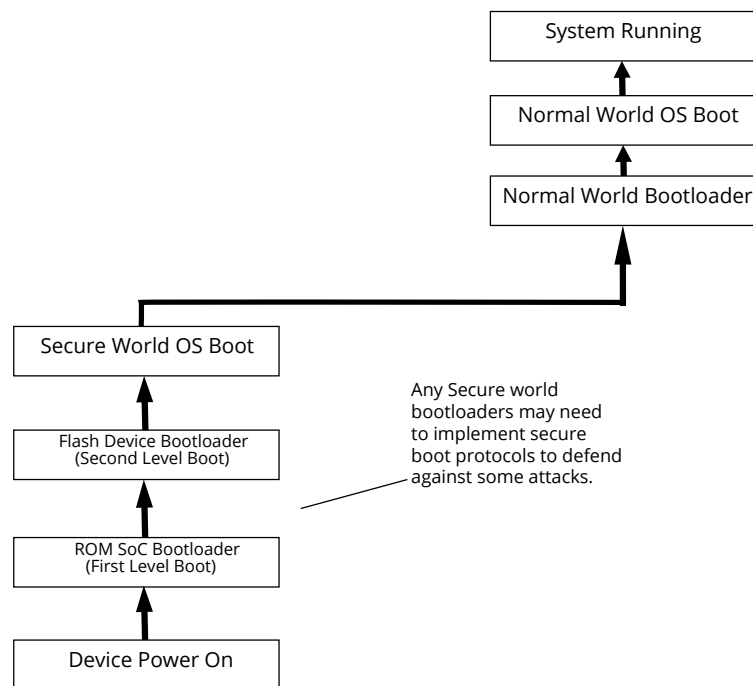 System Running
Normal World OS Boot
Normal World Bootloader
Secure World OS Boot
Any Secure world
bootloaders may need
to implement secure
boot protocols to defend
against some attacks.
Flash Device Bootloader
(Second Level Boot)
ROM SoC Bootloader
(First Level Boot)
Device Power On